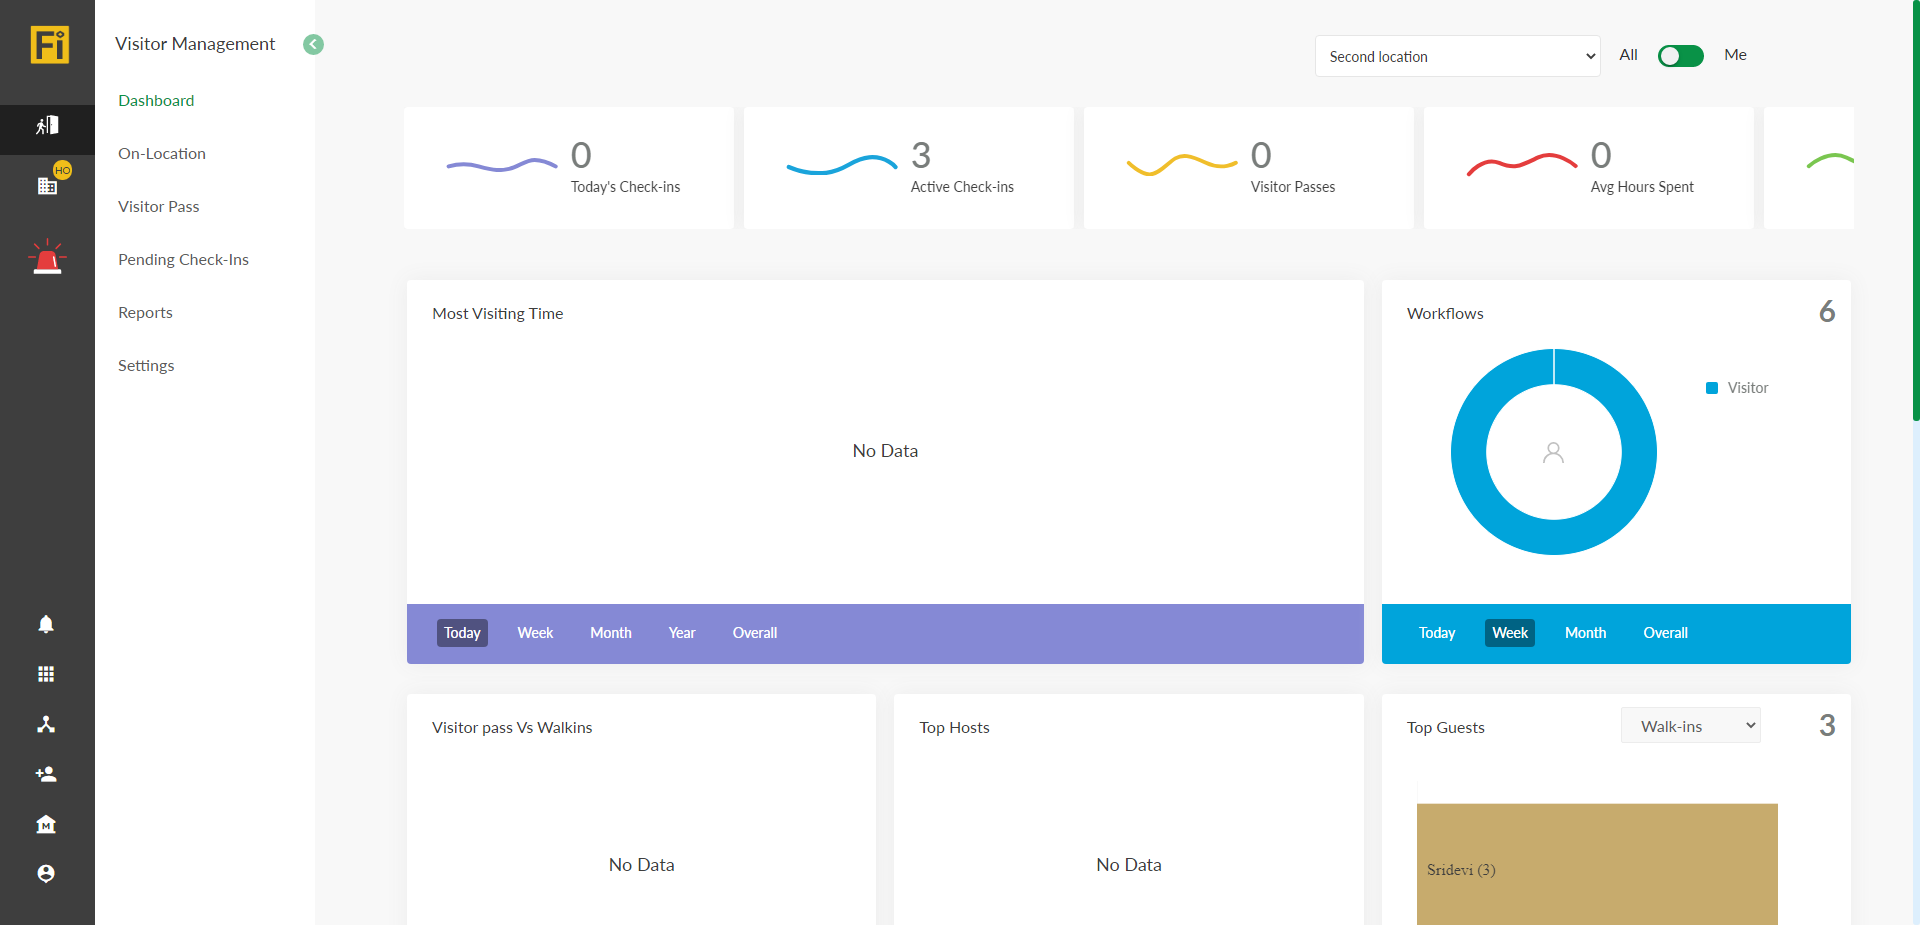 Fi
HO
M
Visitor Management
Dashboard
On-Location
Visitor Pass
Pending Check-Ins
Reports
Settings
Second location
All
Me
0
Today's Check-ins
3
Active Check-ins
0
Visitor Passes
0
Avg Hours Spent
Most Visiting Time
No Data
Today Week Month Year Overall
Workflows
6
Visitor
Today Week Month Overall
Visitor pass Vs Walkins
No Data
Top Hosts
No Data
Top Guests
Walk-ins
3
Sridevi (3)